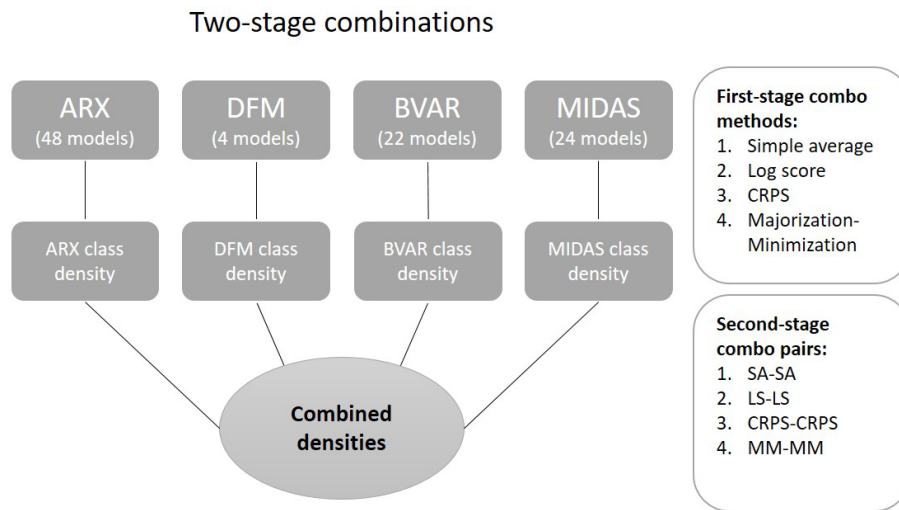 Two-stage combinations
ARX
(48 models)
DFM
(4 models)
BVAR
(22 models)
MIDAS
(24 models)
ARX class
density
DFM class
density
BVAR class
density
MIDAS class
density
Combined
densities
First-stage combo
methods:
1. Simple average
2. Log score
3. CRPS
4. Majorization-
Minimization
Second-stage
combo pairs:
1. SA-SA
2. LS-LS
3. CRPS-CRPS
4. MM-MM